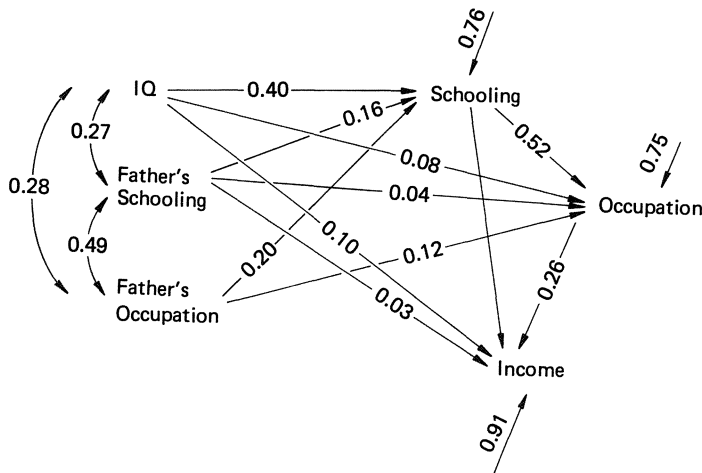 0.76
IQ
0.40
Schooling
0.16
0.27
0.52
0.75
0.08
Father's
Schooling
0.28
0.04
Occupation
0.49
0.10
0.20
0.12
0.26
Father's
Occupation
0.03
Income
0.91